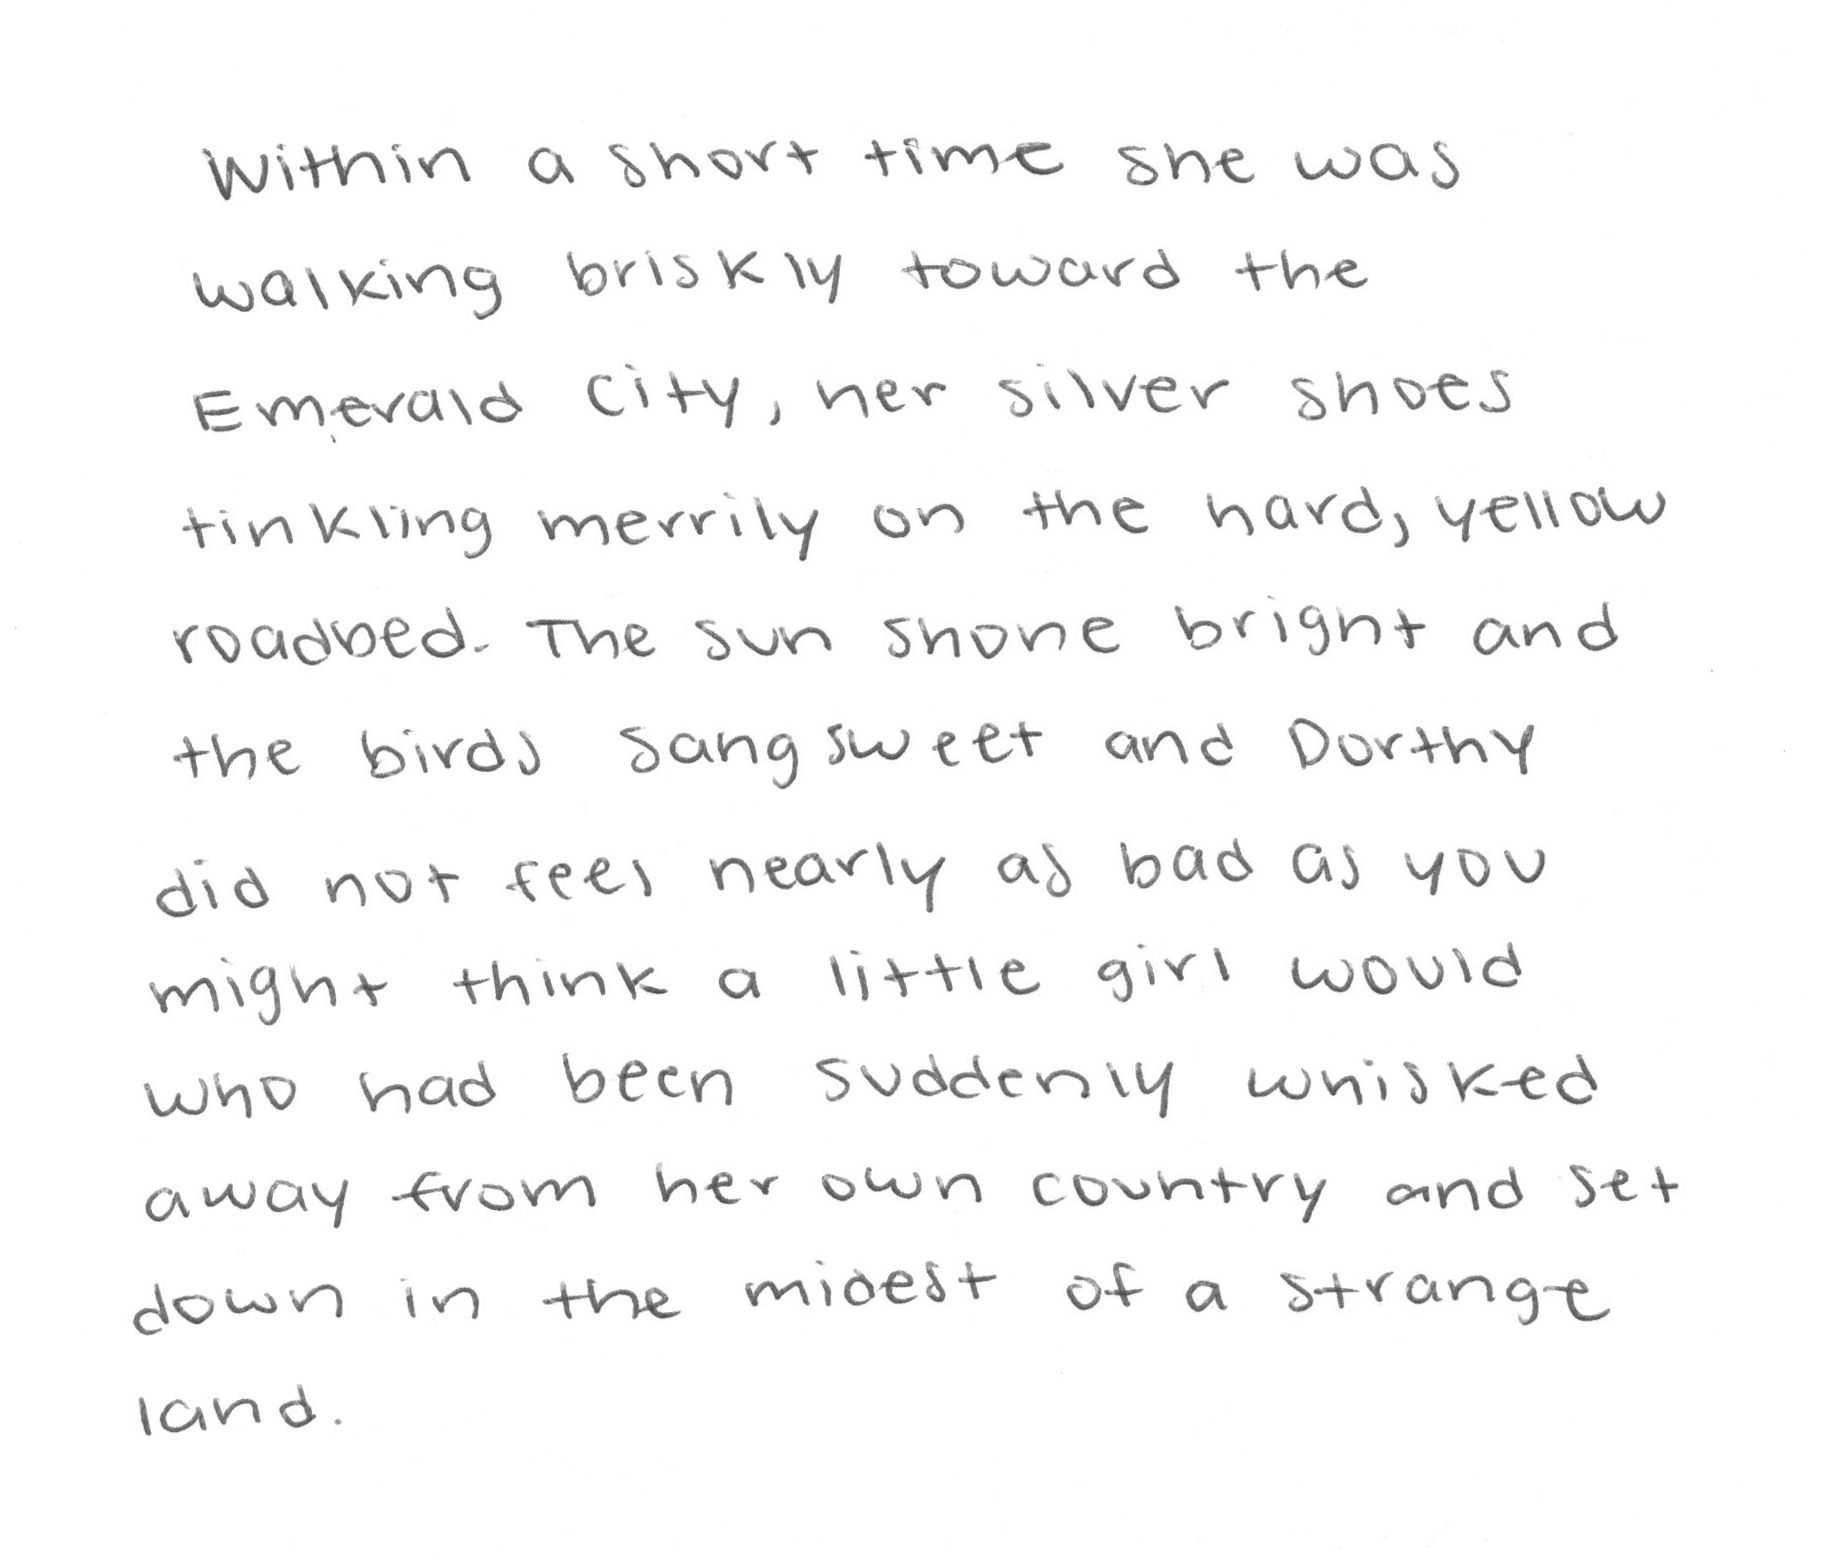 Within a short time she was
walking briskly toward the
Emerald City, her silver shoes
tinkling merrily on the hard, yellow
roadbed. The sun shone bright and
the birds sang sweet and Dorthy
did not feel nearly as bad as you
might think a little girl would
who had been suddenly whisked
away from her own country and set
down in the midest of a strange
land.